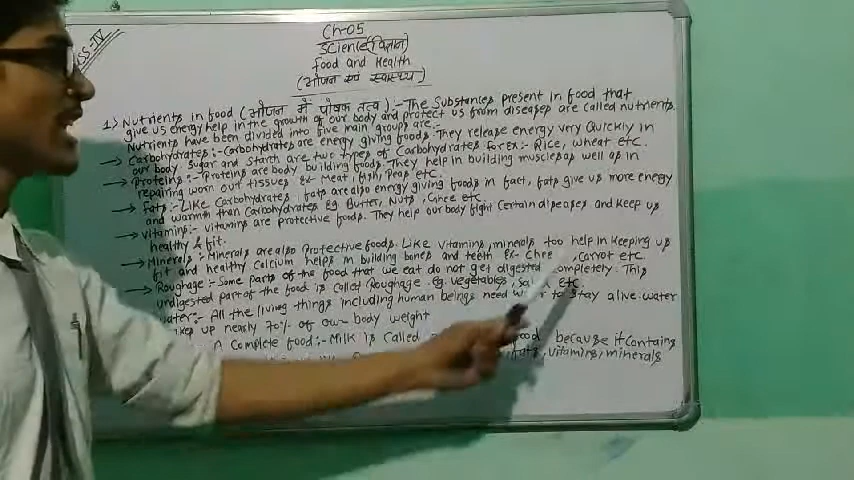 SS-IV
Ch-05
Science(विज्ञान)
Food and Health
(भोजन एवं स्वास्थ्य)
1) Nutrients in food (भोजन में पोषक तत्व) :- The Substances present in food that
give us energy help in the growth of our body and protect us from diseases are called nutrients.
Nutrients have been divided into five main groups are:-
→ Carbohydrates :- Carbohydrates are energy giving foods. They release energy very Quickly in
our body Sugar and starch are two types of Carbohydrates for ex:- Rice, wheat etc.
→ Proteins :- Proteins are body building foods. They help in building muscles as well as in
repairing worn out tissues Ex- Meat, fish, Peas etc.
→ Fats :- Like Carbohydrates, fats are also energy giving foods in fact, fats give us more energy
and warmth than Carbohydrates Eg Butter, Nuts, Ghee etc
→ Vitamins :- Vitamins are protective foods. They help our body fight Certain diseases and keep us
healthy & fit.
→ Minerals :- Minerals are also Protective foods. Like vitamins, minerals too help in keeping us
fit and healthy Calcium helps in building bones and teeth Ex- , Carrot etc.
→ Roughage :- Some parts of the food that we eat do not get digested completely. This
undigested part of the food is called Roughage. Eg. vegetables, etc.
:- All the living things including human beings need to stay alive water
up nearly 70% of our body weight
Complete food :- Milk is Called food because it Contains
fats, vitamins, minerals